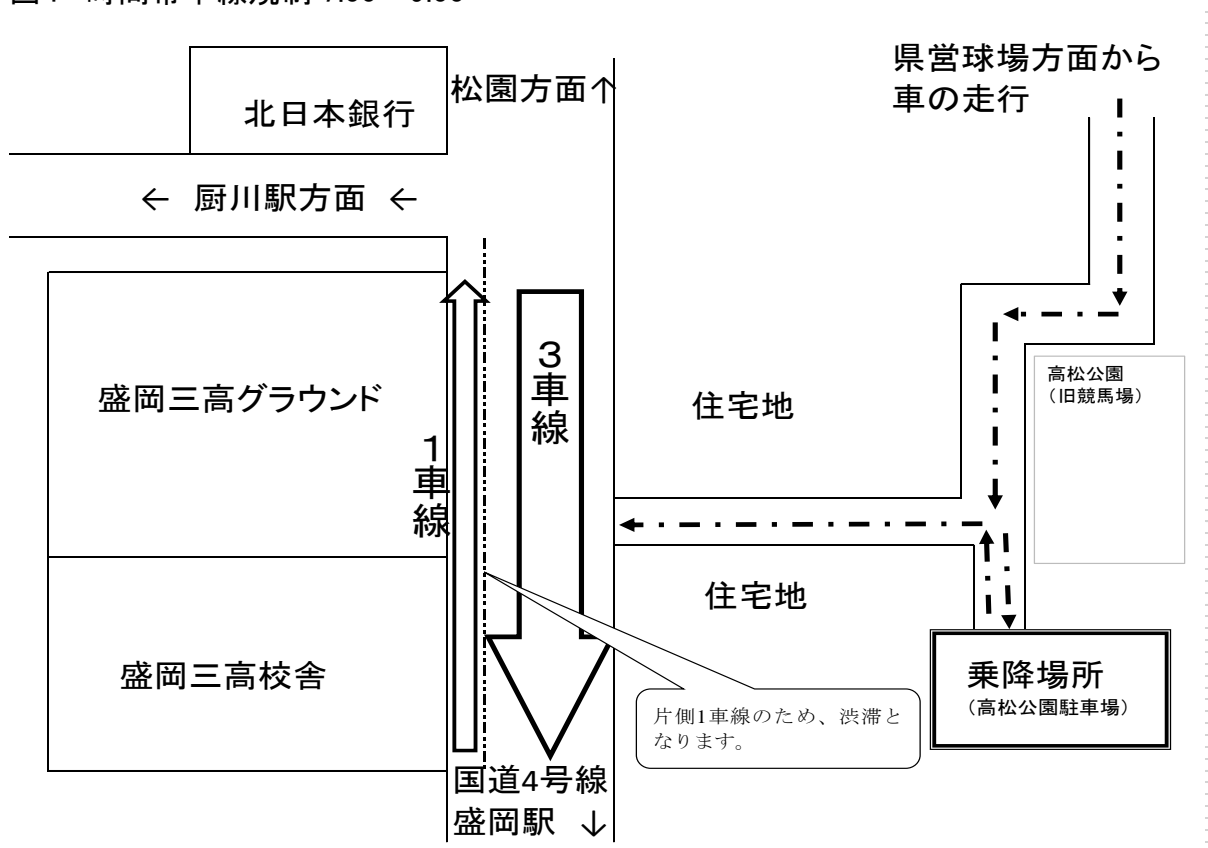 県営球場方面から
車の走行
松園方面↑
北日本銀行
← 厨川駅方面 ←
盛岡三高グラウンド
1車線
3車線
住宅地
高松公園
(旧競馬場)
住宅地
盛岡三高校舎
乗降場所
(高松公園駐車場)
片側1車線のため、渋滞と
なります。
国道4号線
盛岡駅 ↓